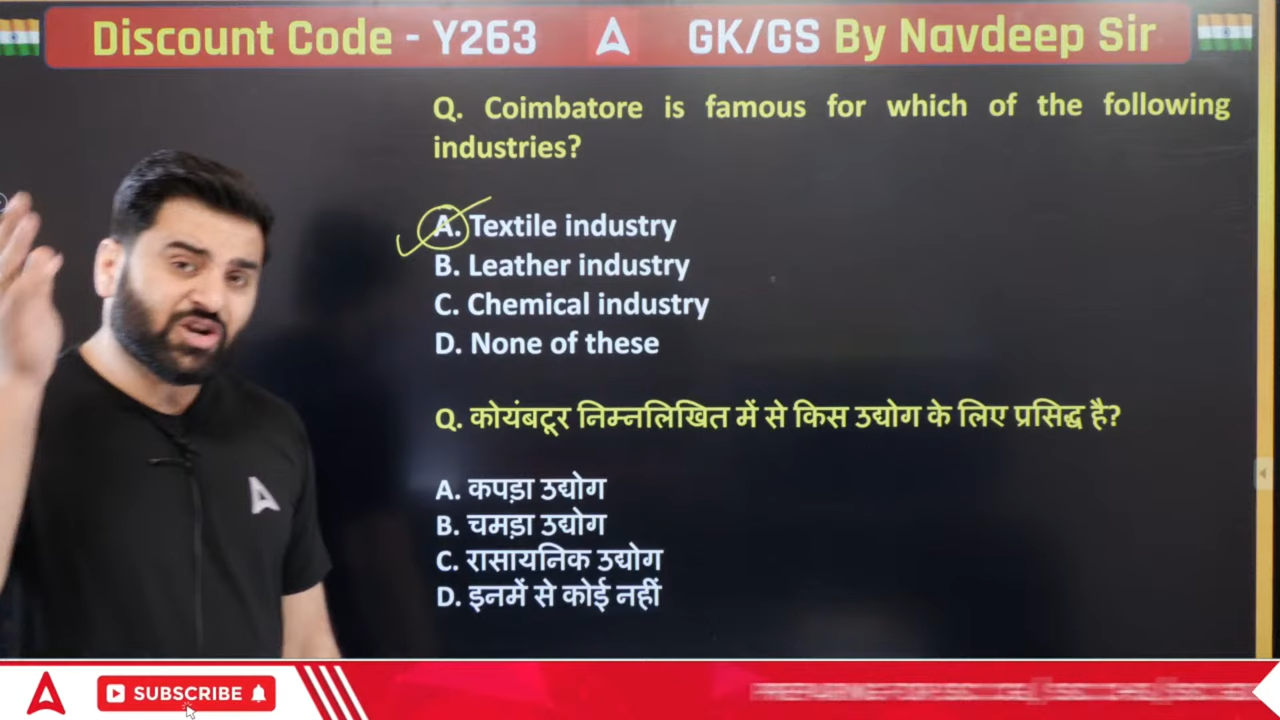 Discount Code - Y263 GK/GS By Navdeep Sir
Q. Coimbatore is famous for which of the following
industries?
A. Textile industry
B. Leather industry
C. Chemical industry
D. None of these
Q. कोयंबटूर निम्नलिखित में से किस उद्योग के लिए प्रसिद्ध है?
A. कपड़ा उद्योग
B. चमड़ा उद्योग
C. रासायनिक उद्योग
D. इनमें से कोई नहीं
SUBSCRIBE